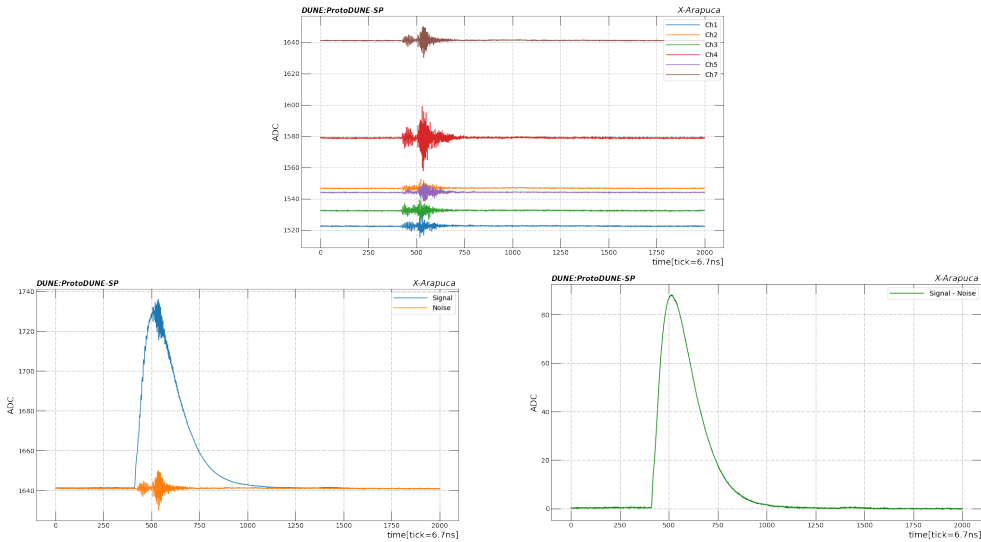 DUNE:ProtoDUNE-SP X-Arapuca
Ch1
Ch2
Ch3
Ch4
Ch5
Ch7
1640
1620
1600
1580
1560
1540
1520
ADC
0 250 500 750 1000 1250 1500 1750 2000
time[tick=6.7ns]
DUNE:ProtoDUNE-SP X-Arapuca
Signal
Noise
1740
1720
1700
1680
1660
1640
ADC
0 250 500 750 1000 1250 1500 1750 2000
time[tick=6.7ns]
DUNE:ProtoDUNE-SP X-Arapuca
Signal - Noise
80
60
40
20
0
ADC
0 250 500 750 1000 1250 1500 1750 2000
time[tick=6.7ns]